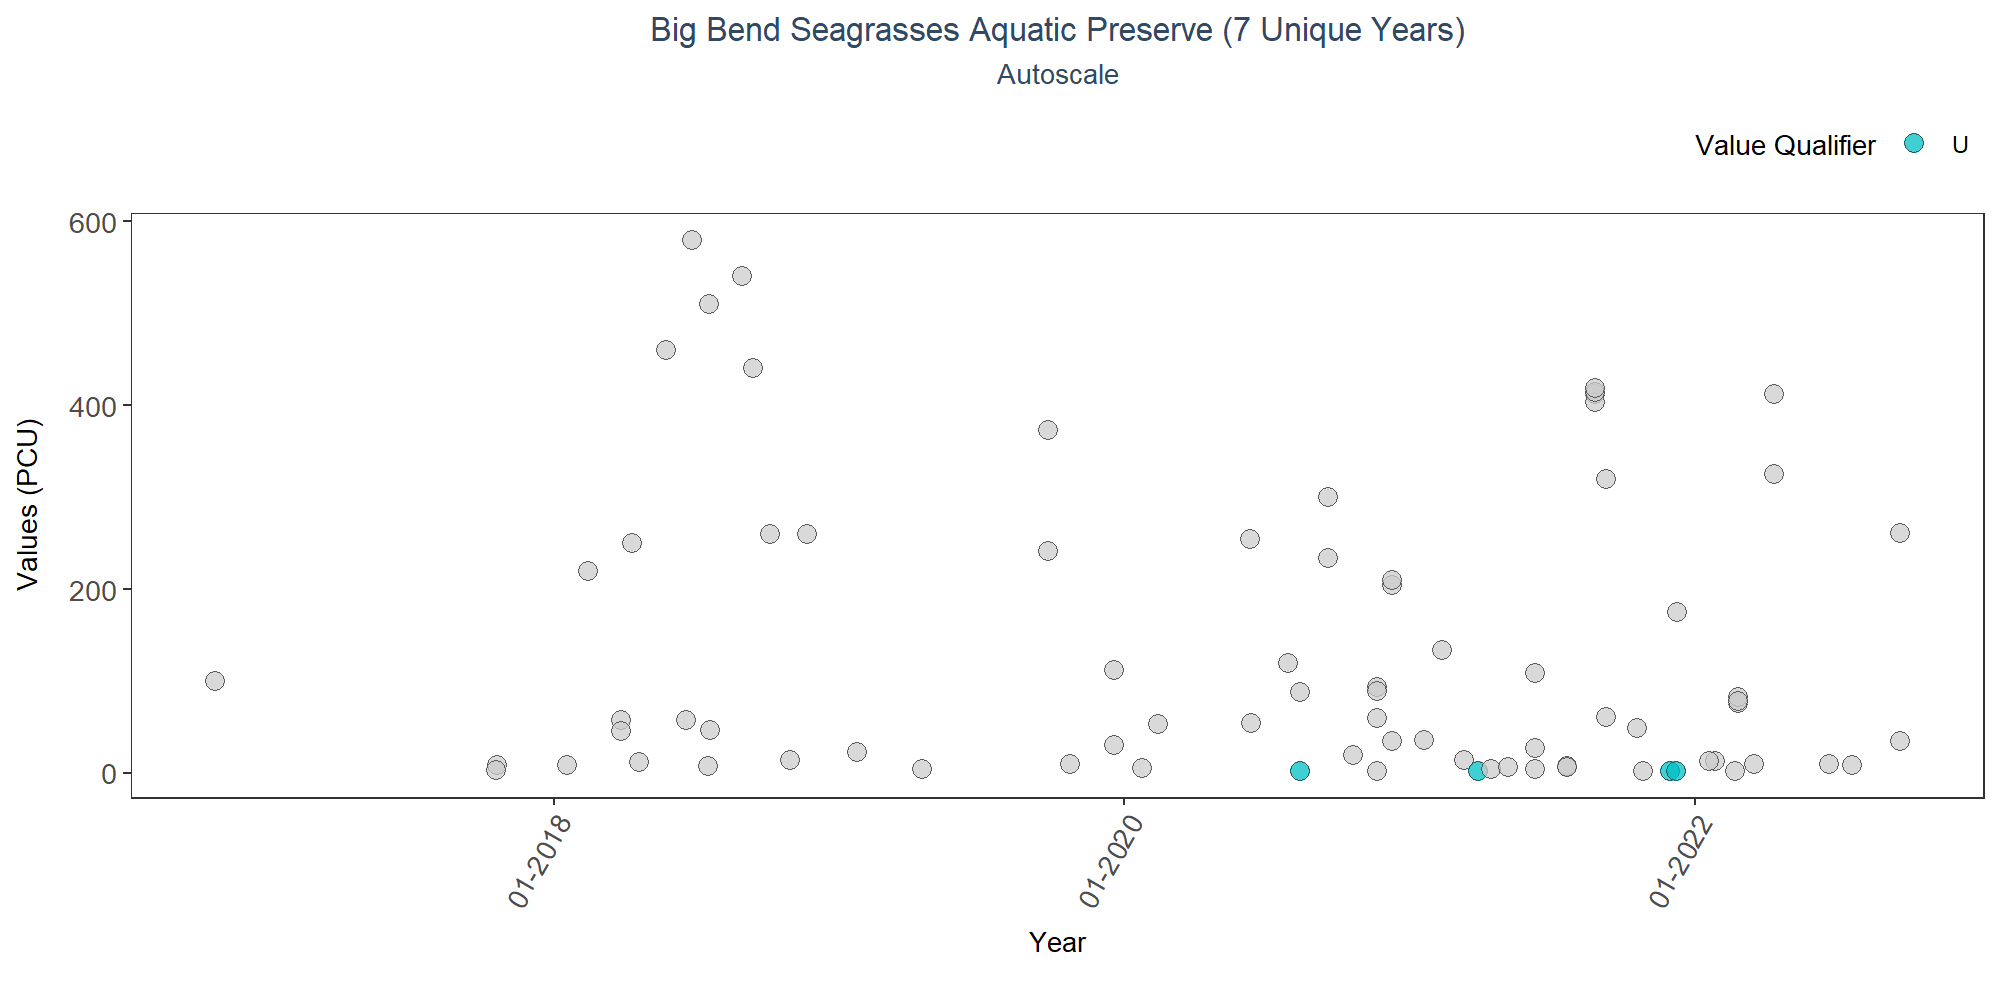 Big Bend Seagrasses Aquatic Preserve (7 Unique Years)
Autoscale
Value Qualifier U
600
400
200
0
Values (PCU)
01-2018
01-2020
01-2022
Year